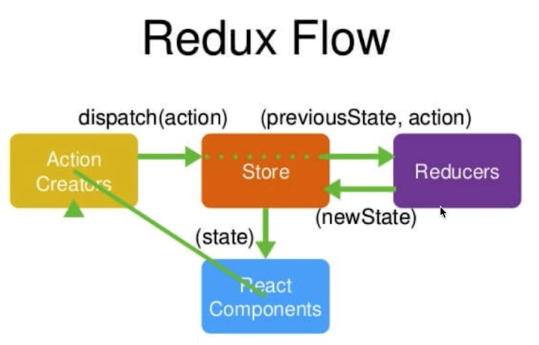 Redux Flow
dispatch(action)
(previousState, action)
Action
Creators
Store
Reducers
(newState)
(state)
React
Components